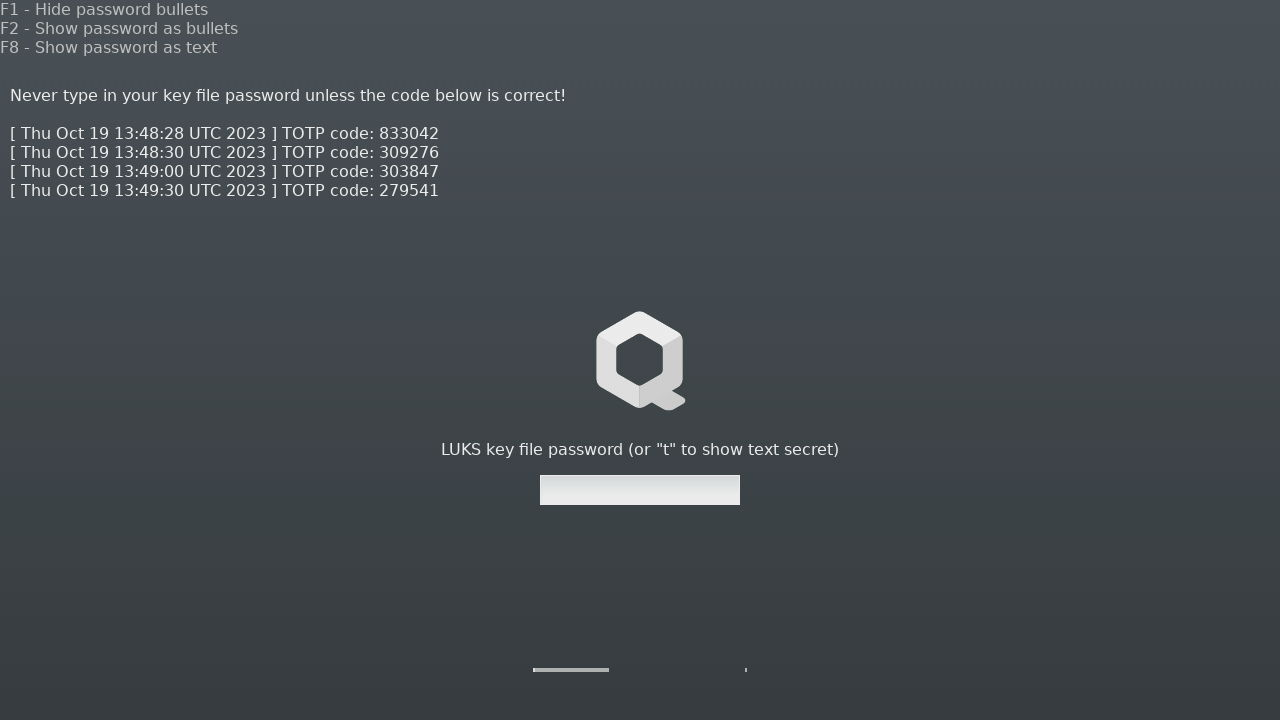 F1 - Hide password bullets
F2 - Show password as bullets
F8 - Show password as text
Never type in your key file password unless the code below is correct!
[ Thu Oct 19 13:48:28 UTC 2023 ] TOTP code: 833042
[ Thu Oct 19 13:48:30 UTC 2023 ] TOTP code: 309276
[ Thu Oct 19 13:49:00 UTC 2023 ] TOTP code: 303847
[ Thu Oct 19 13:49:30 UTC 2023 ] TOTP code: 279541
LUKS key file password (or "t" to show text secret)